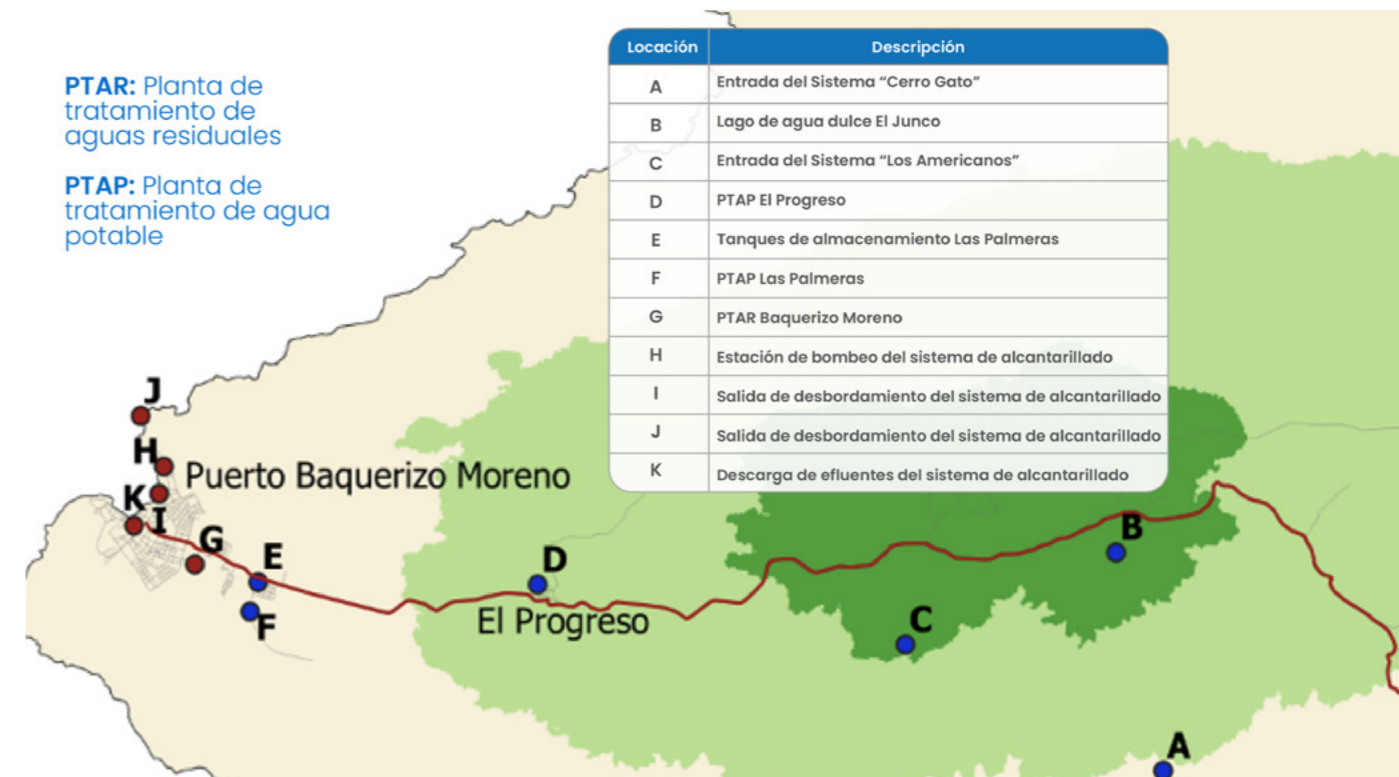 PTAR: Planta de
tratamiento de
aguas residuales
PTAP: Planta de
tratamiento de agua
potable
Locación Descripción
A Entrada del Sistema “Cerro Gato”
B Lago de agua dulce El Junco
C Entrada del Sistema “Los Americanos”
D PTAP El Progreso
E Tanques de almacenamiento Las Palmeras
F PTAP Las Palmeras
G PTAR Baquerizo Moreno
H Estación de bombeo del sistema de alcantarillado
I Salida de desbordamiento del sistema de alcantarillado
J Salida de desbordamiento del sistema de alcantarillado
K Descarga de efluentes del sistema de alcantarillado
J
H
Puerto Baquerizo Moreno
K
I
G
E
F
D
El Progreso
B
C
A